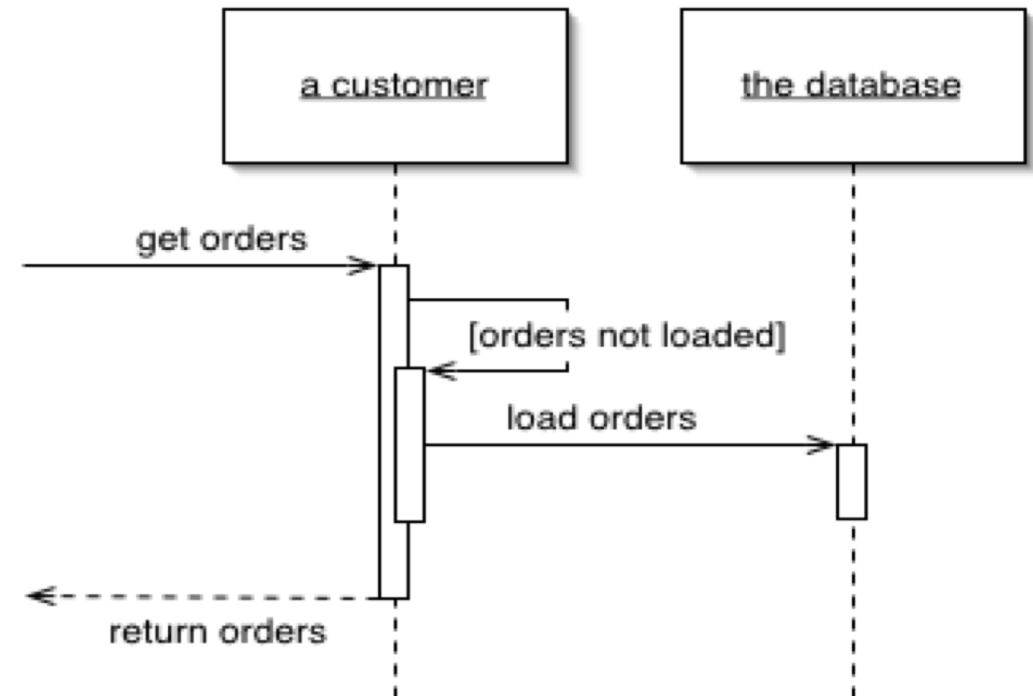 a customer
the database
get orders
[orders not loaded]
load orders
return orders